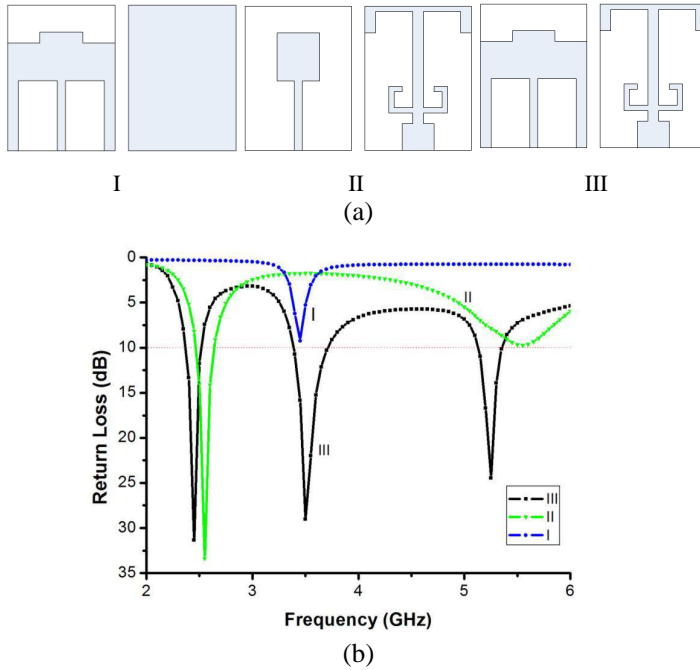 I II III
(a)
0
5
10
15
20
25
30
35
Return Loss (dB)
I
II
III
III
II
I
2 3 4 5 6
Frequency (GHz)
(b)